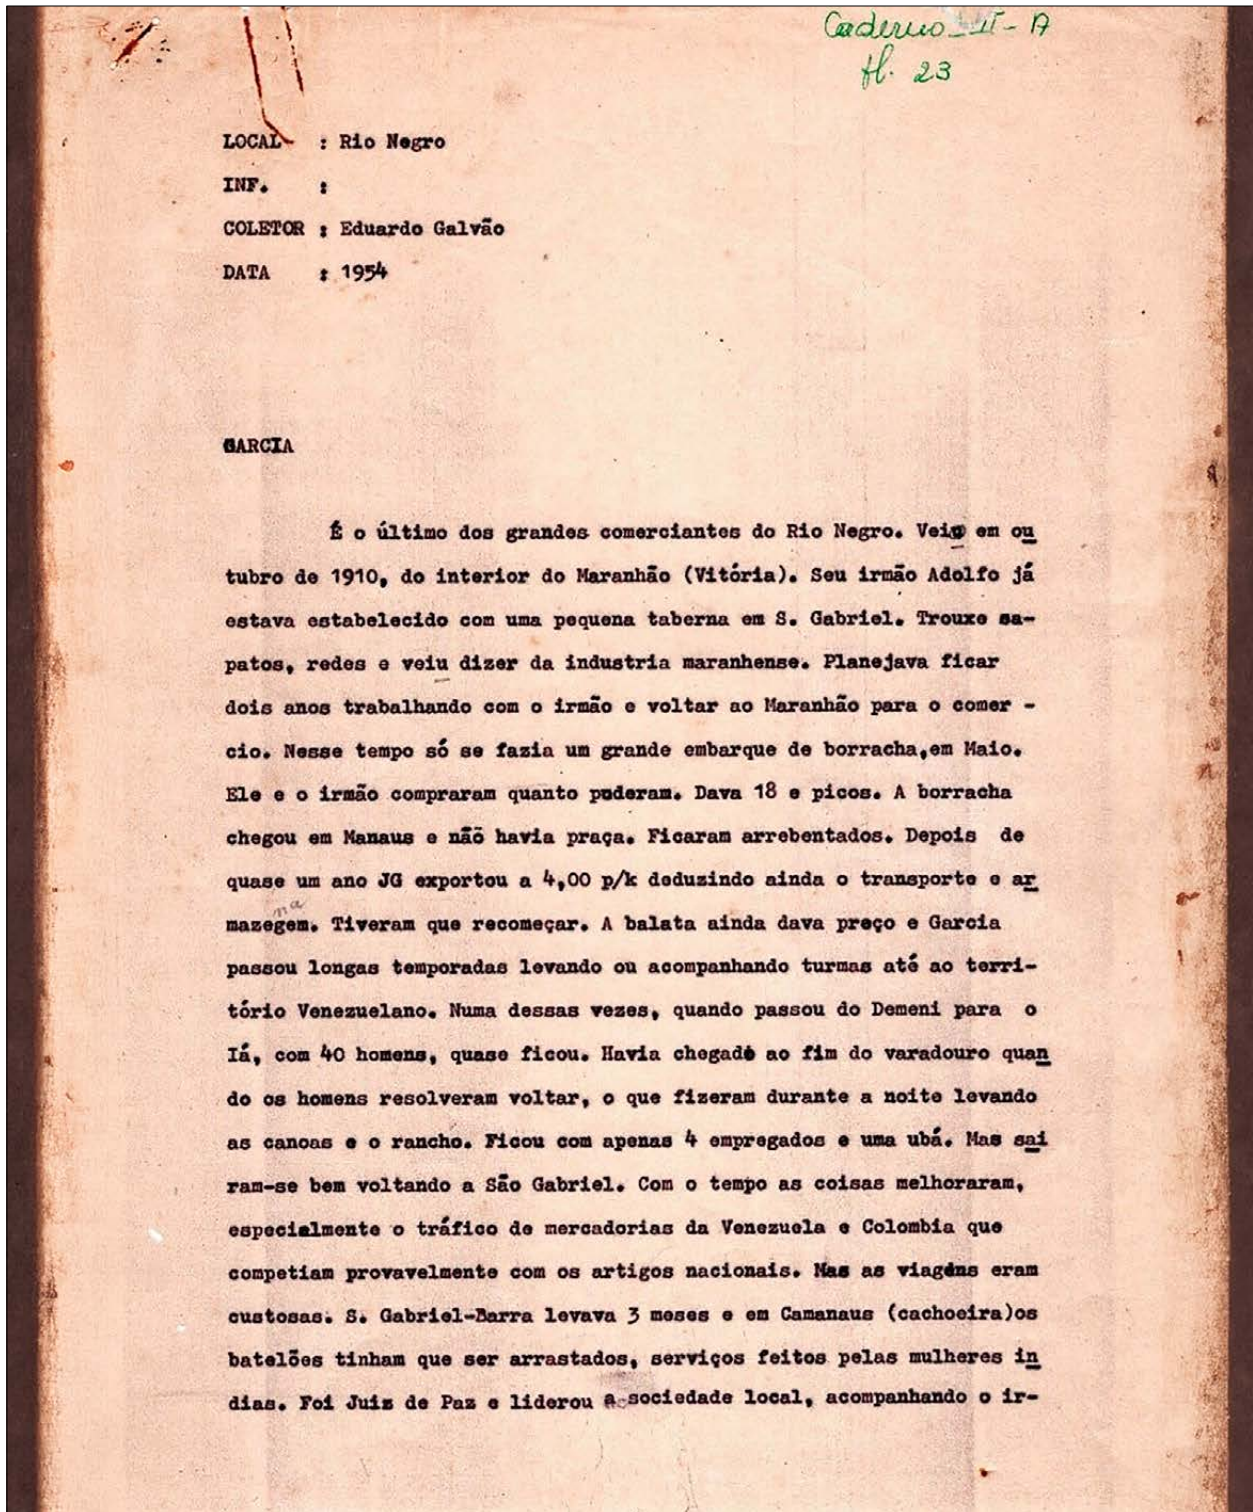 Caderno III-A
fl. 23
LOCAL : Rio Negro
INF. :
COLETOR : Eduardo Galvão
DATA : 1954
GARCIA
É o último dos grandes comerciantes do Rio Negro. Veiu em ou
tubro de 1910, do interior do Maranhão (Vitória). Seu irmão Adolfo já
estava estabelecido com uma pequena taberna em S. Gabriel. Trouxe sa-
patos, redes e veiu dizer da industria maranhense. Planejava ficar
dois anos trabalhando com o irmão e voltar ao Maranhão para o comer -
cio. Nesse tempo só se fazia um grande embarque de borracha,em Maio.
Ele e o irmão compraram quanto puderam. Dava 18 e picos. A borracha
chegou em Manaus e não havia praça. Ficaram arrebentados. Depois de
quase um ano JG exportou a 4,00 p/k deduzindo ainda o transporte e ar
na
mazegem. Tiveram que recomeçar. A balata ainda dava preço e Garcia
passou longas temporadas levando ou acompanhando turmas até ao terri-
tório Venezuelano. Numa dessas vezes, quando passou do Demeni para o
Iá, com 40 homens, quase ficou. Havia chegado ao fim do varadouro quan
do os homens resolveram voltar, o que fizeram durante a noite levando
as canoas e o rancho. Ficou com apenas 4 empregados e uma ubá. Mas sai
ram-se bem voltando a São Gabriel. Com o tempo as coisas melhoraram,
especialmente o tráfico de mercadorias da Venezuela e Colombia que
competiam provavelmente com os artigos nacionais. Mas as viagens eram
custosas. S. Gabriel-Barra levava 3 meses e em Camanaus (cachoeira)os
batelões tinham que ser arrastados, serviços feitos pelas mulheres in
dias. Foi Juiz de Paz e liderou a sociedade local, acompanhando o ir-